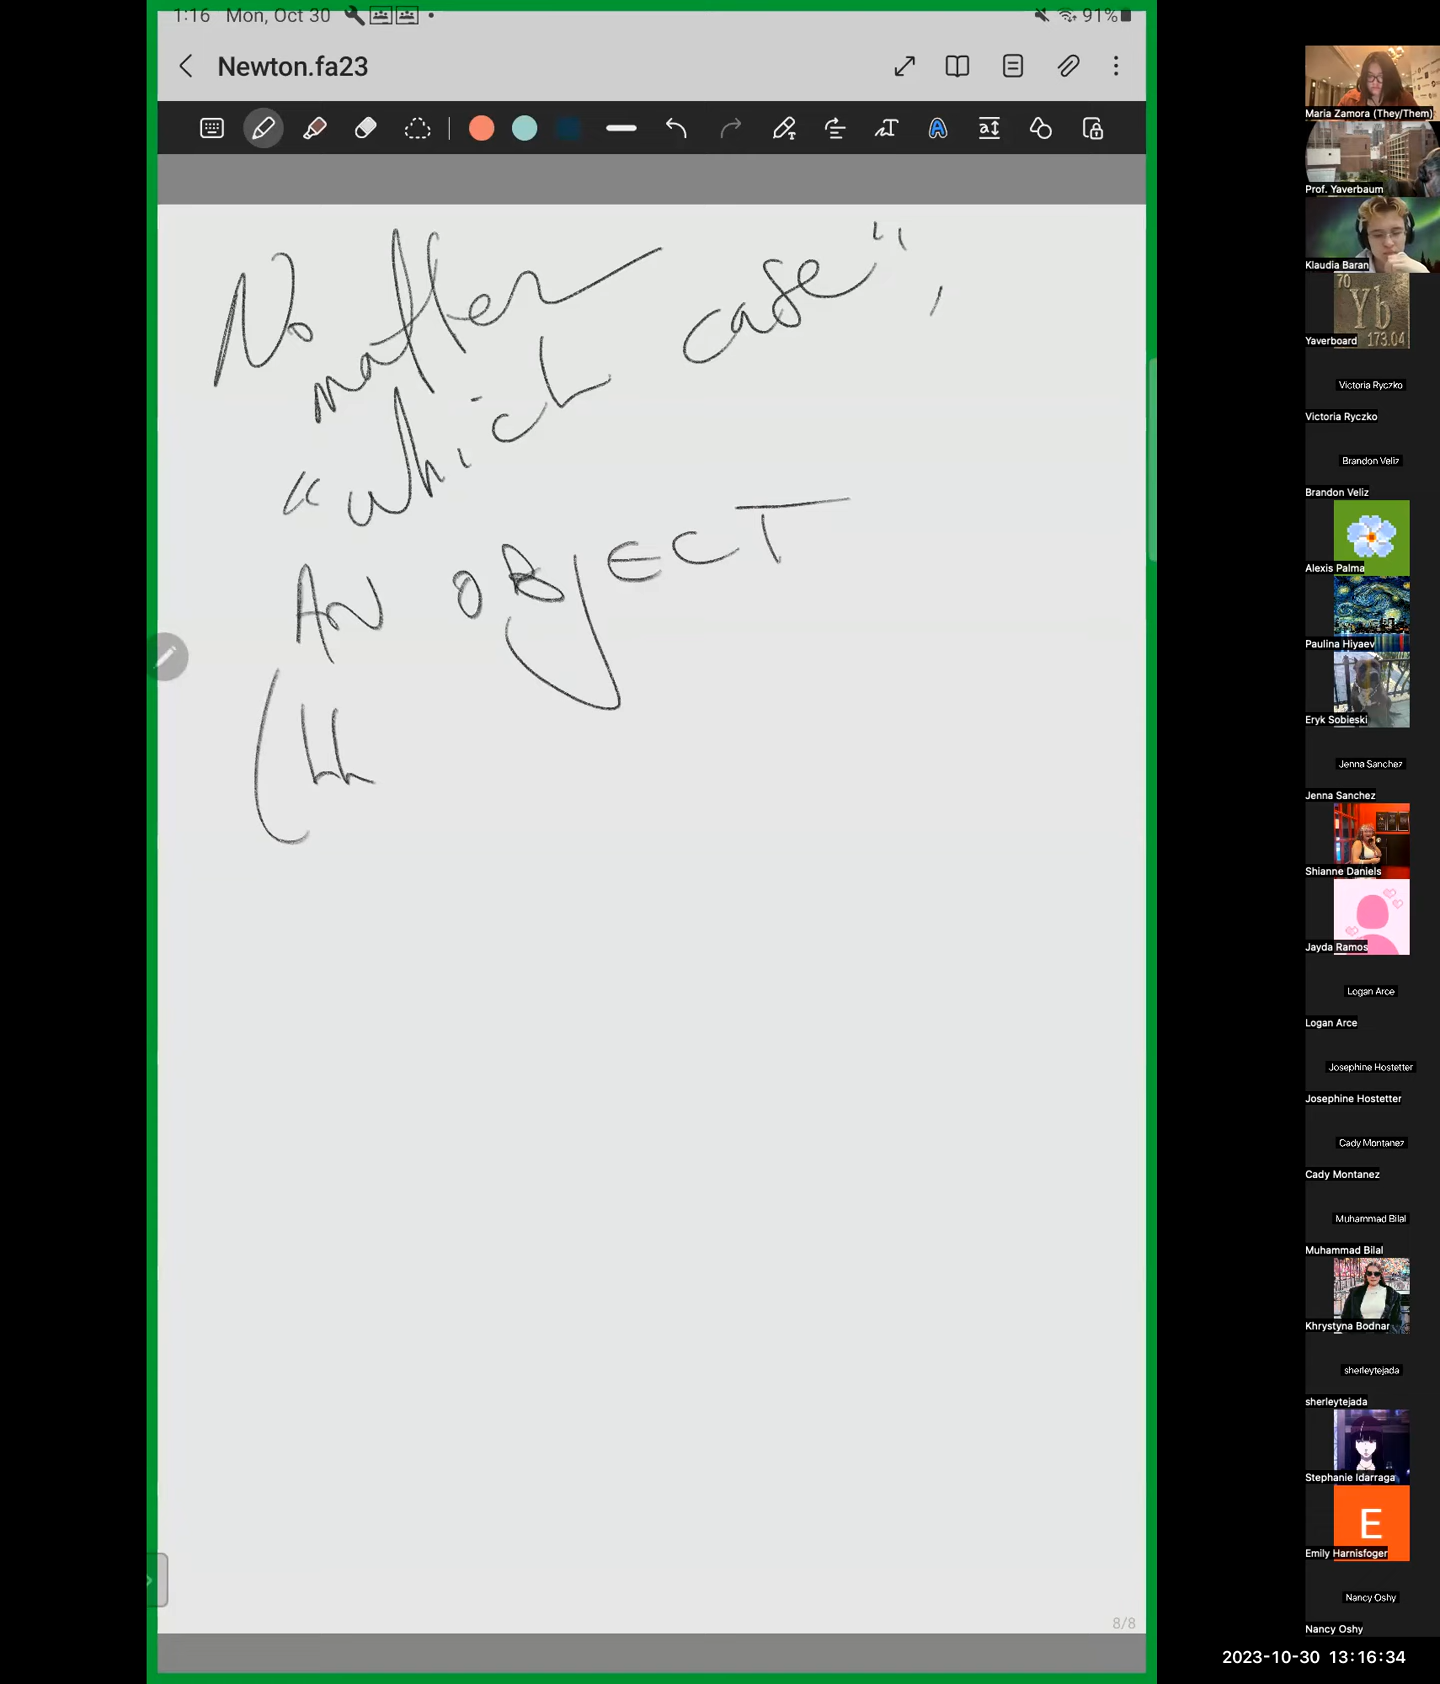 1:16 Mon, Oct 30
91%
Newton.fa23
No
matter
"which case",
AN OBJECT
(
8/8
Maria Zamora (They/Them)
Prof. Yaverbaum
Klaudia Baran
70
Yb
173.04
Yaverboard
Victoria Ryczko
Victoria Ryczko
Brandon Veliz
Brandon Veliz
Alexis Palma
Paulina Hiyaev
Eryk Sobieski
Jenna Sanchez
Jenna Sanchez
Shianne Daniels
Jayda Ramos
Logan Arce
Logan Arce
Josephine Hostetter
Josephine Hostetter
Cady Montanez
Cady Montanez
Muhammad Bilal
Muhammad Bilal
Khrystyna Bodnar
sherleytejada
sherleytejada
Stephanie Idarraga
E
Emily Harnisfoger
Nancy Oshy
Nancy Oshy
2023-10-30 13:16:34